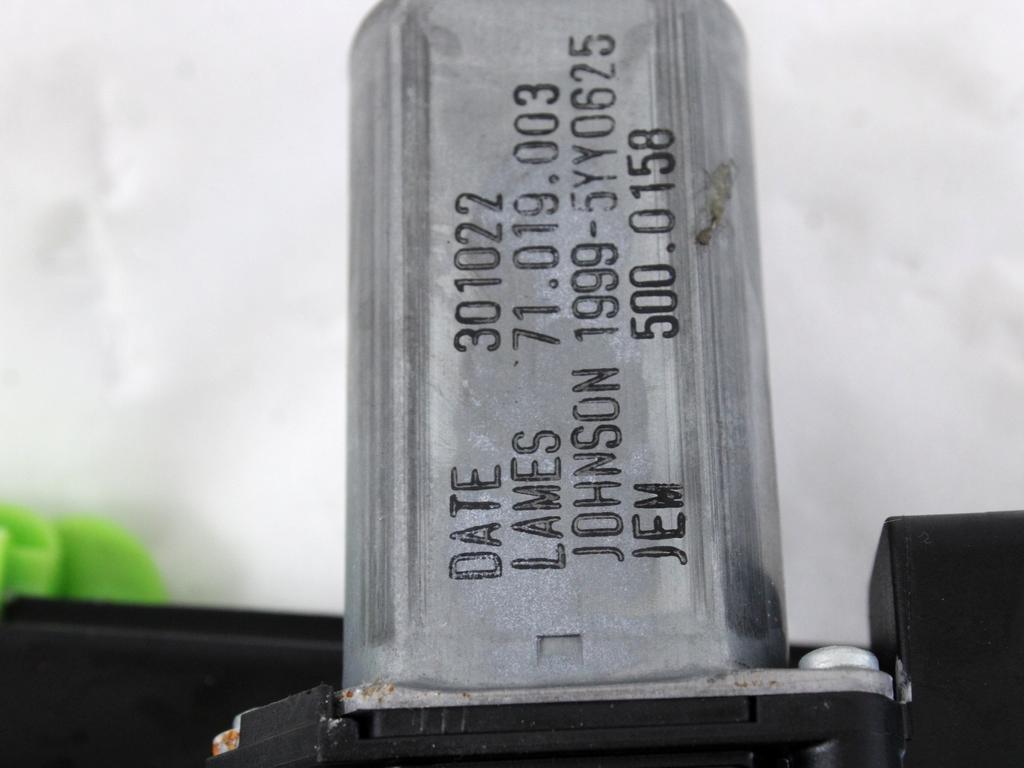 DATE 301022
LAMES 71.019.003
JOHNSON 1999-5YY0625
JEM 500.0158